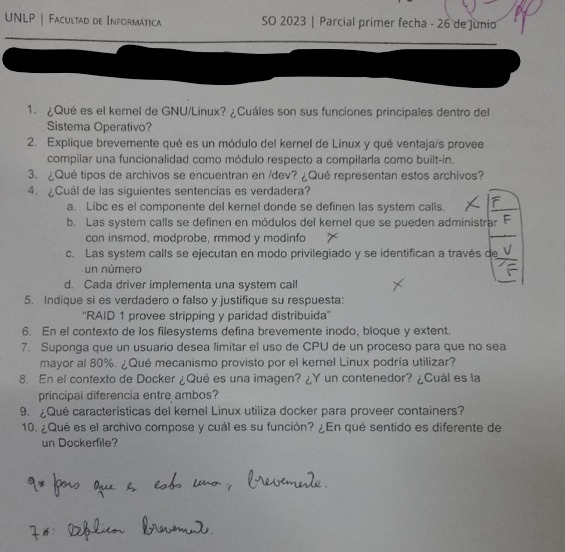 UNLP | FACULTAD DE INFORMÁTICA
SO 2023 | Parcial primer fecha - 26 de Junio
1. ¿Qué es el kernel de GNU/Linux? ¿Cuáles son sus funciones principales dentro del
Sistema Operativo?
2. Explique brevemente qué es un módulo del kernel de Linux y qué ventaja/s provee
compilar una funcionalidad como módulo respecto a compilarla como built-in.
3. ¿Qué tipos de archivos se encuentran en /dev? ¿Qué representan estos archivos?
4. ¿Cuál de las siguientes sentencias es verdadera?
a. Libc es el componente del kernel donde se definen las system calls. X F
b. Las system calls se definen en módulos del kernel que se pueden administrar F
con insmod, modprobe, rmmod y modinfo X
c. Las system calls se ejecutan en modo privilegiado y se identifican a través de V
un número F
d. Cada driver implementa una system call X
5. Indique si es verdadero o falso y justifique su respuesta:
"RAID 1 provee stripping y paridad distribuida"
6. En el contexto de los filesystems defina brevemente inodo, bloque y extent.
7. Suponga que un usuario desea limitar el uso de CPU de un proceso para que no sea
mayor al 80%. ¿Qué mecanismo provisto por el kernel Linux podría utilizar?
8. En el contexto de Docker ¿Qué es una imagen? ¿Y un contenedor? ¿Cuál es la
principal diferencia entre ambos?
9. ¿Qué características del kernel Linux utiliza docker para proveer containers?
10. ¿Qué es el archivo compose y cuál es su función? ¿En qué sentido es diferente de
un Dockerfile?
9* para que es cada una, brevemente.
7*: explicar brevemente.